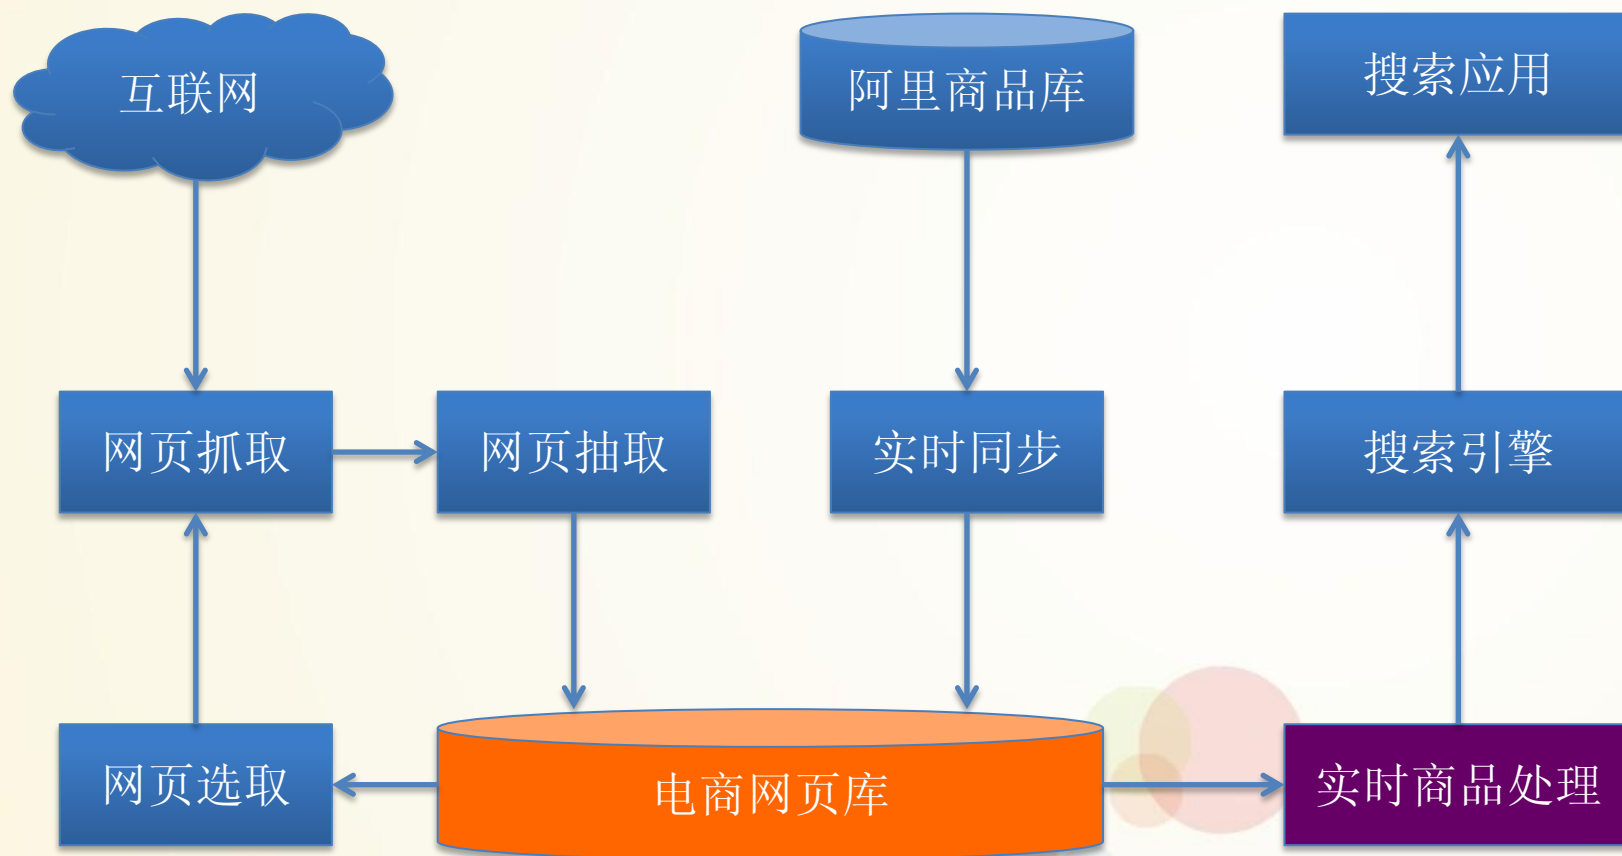 互联网
阿里商品库
搜索应用
网页抓取
网页抽取
实时同步
搜索引擎
网页选取
电商网页库
实时商品处理